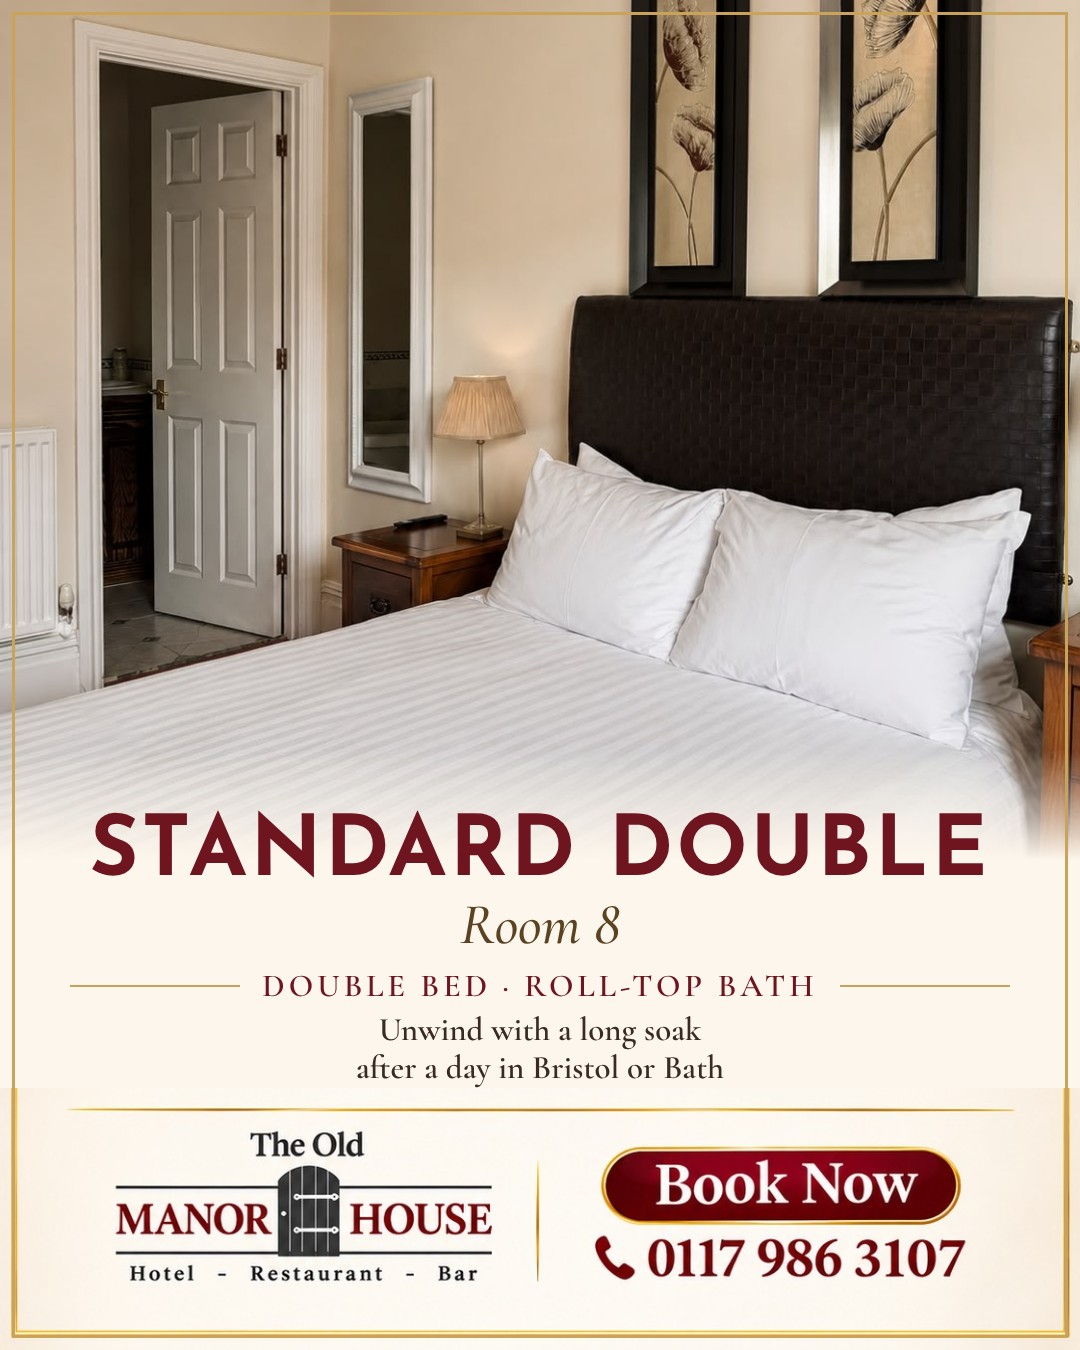 STANDARD DOUBLE
Room 8
DOUBLE BED · ROLL-TOP BATH
Unwind with a long soak
after a day in Bristol or Bath
The Old
MANOR HOUSE
Hotel - Restaurant - Bar
Book Now
0117 986 3107